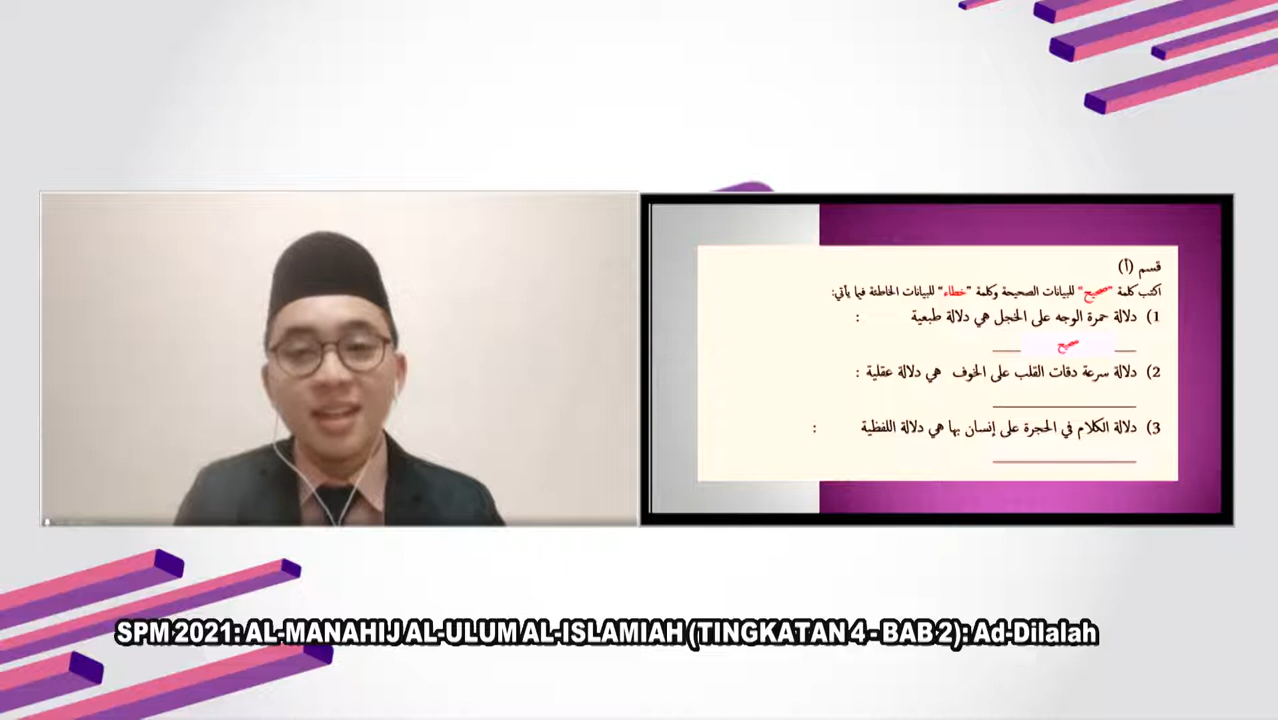 قسم (أ)
اكتب كلمة "صحيح" للبيانات الصحيحة وكلمة "خطاء" للبيانات الخاطئة فيما يأتي:
1) دلالة حمرة الوجه على الخجل هي دلالة طبعية :
صحيح
2) دلالة سرعة دقات القلب على الخوف هي دلالة عقلية :
3) دلالة الكلام في الحجرة على إنسان بها هي دلالة اللفظية :
SPM 2021: AL-MANAHIJ AL-ULUM AL-ISLAMIAH (TINGKATAN 4 - BAB 2): Ad-Dilalah